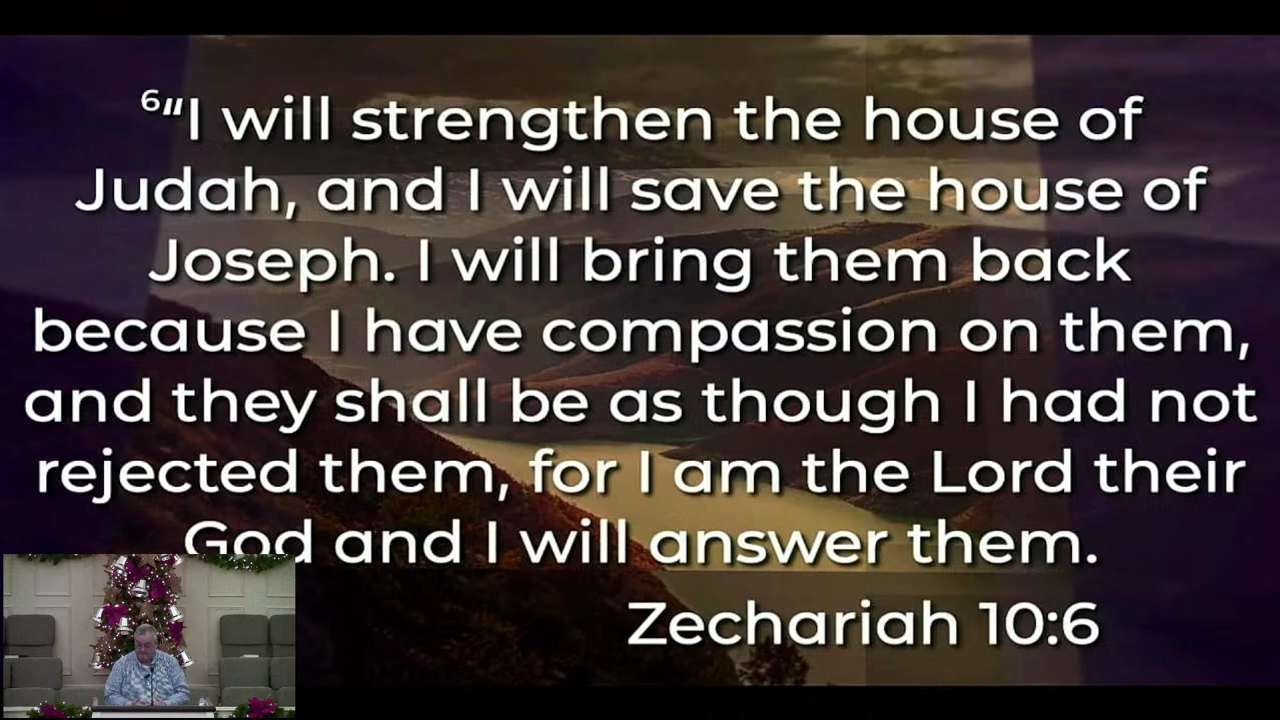 ⁶“I will strengthen the house of
Judah, and I will save the house of
Joseph. I will bring them back
because I have compassion on them,
and they shall be as though I had not
rejected them, for I am the Lord their
God and I will answer them.
Zechariah 10:6